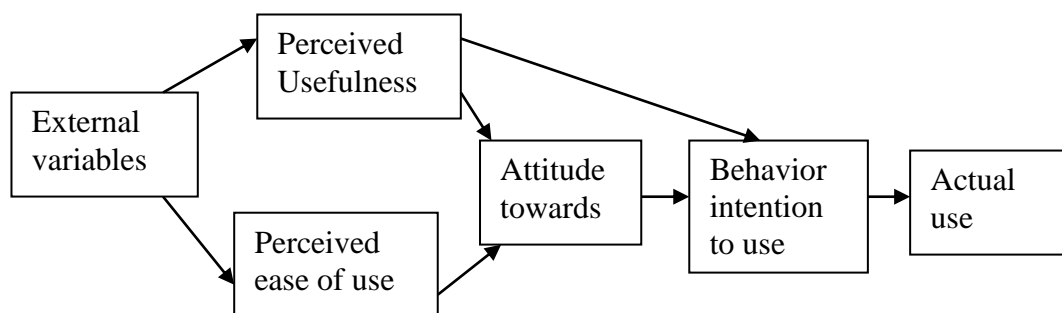 Perceived
Usefulness
External
variables
Attitude
towards
Behavior
intention
to use
Actual
use
Perceived
ease of use